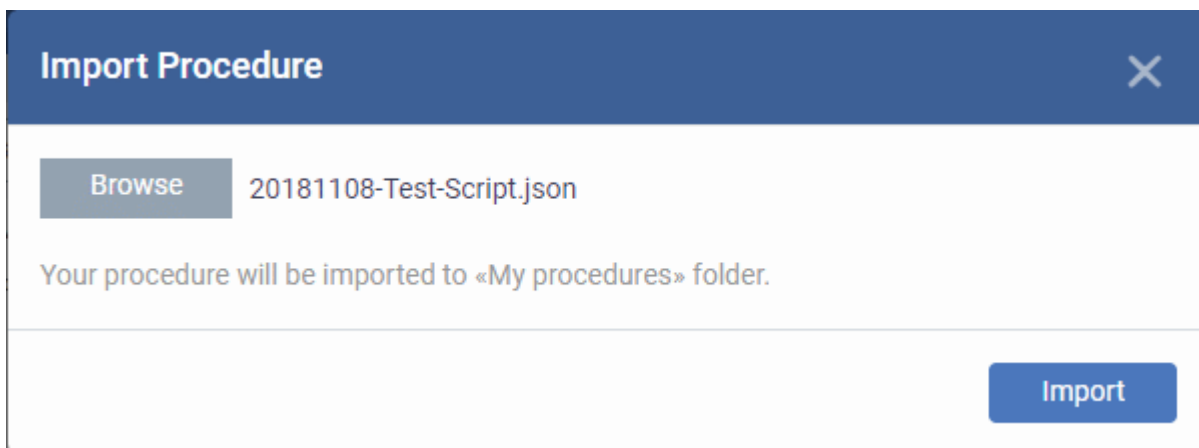 Import Procedure
Browse 20181108-Test-Script.json
Your procedure will be imported to «My procedures» folder.
Import